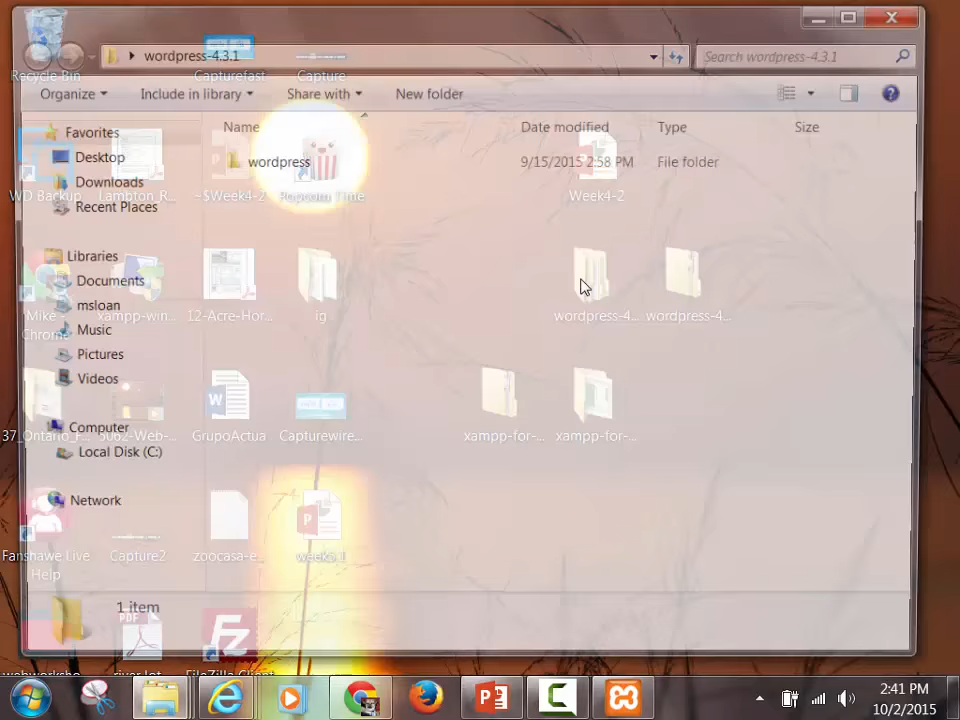 wordpress-4.3.1
Search wordpress-4.3.1
Recycle Bin
Capturefast
Capture
Organize
Include in library
Share with
New folder
Name
Date modified
Type
Size
Favorites
Desktop
Downloads
Recent Places
wordpress
9/15/2015 2:58 PM
File folder
WD Backup
Lambton_R...
~$Week4-2
Popcorn Time
Week4-2
Libraries
Documents
msloan
Music
Pictures
Videos
Mike - Chrome
xampp-win...
12-Acre-Hor...
ig
wordpress-4...
wordpress-4...
Computer
Local Disk (C:)
37_Ontario_F...
5062-Web-...
GrupoActua
Capturewire...
xampp-for-...
xampp-for-...
Network
Fanshawe Live
Help
Capture2
zoocasa-e...
1 item
PDF
FileZilla Client
2:41 PM
10/2/2015